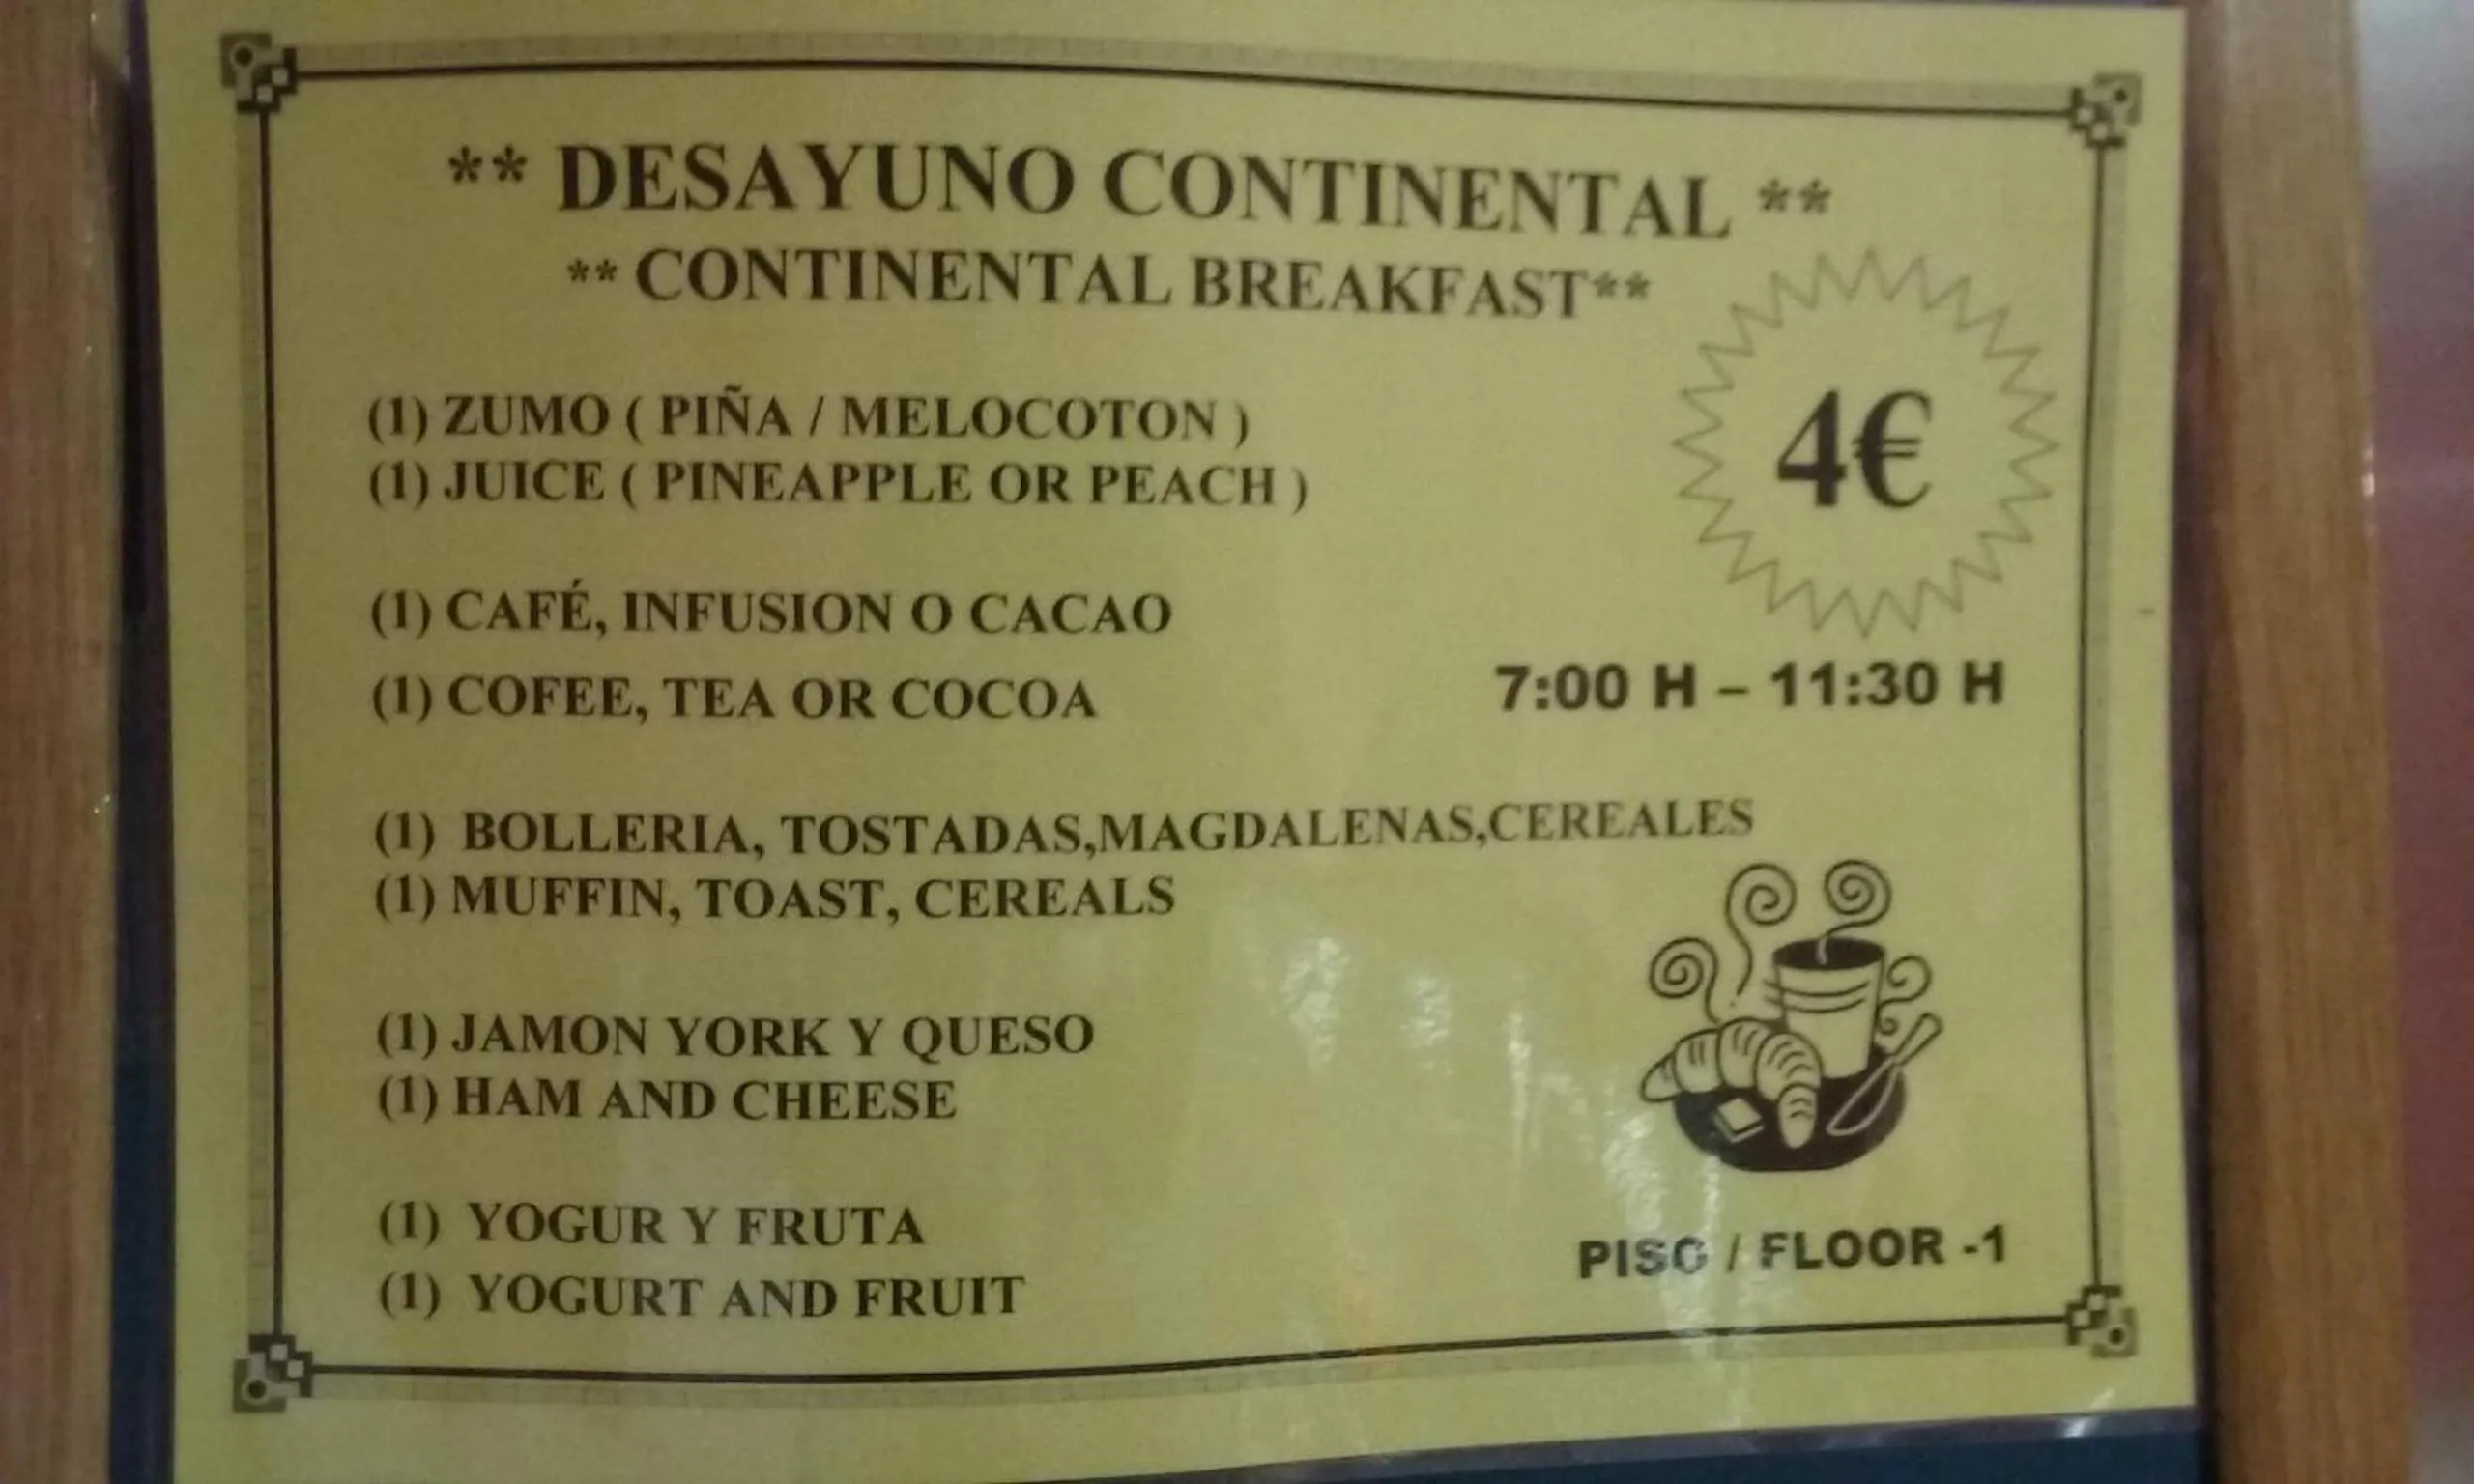 ** DESAYUNO CONTINENTAL **
** CONTINENTAL BREAKFAST**
4€
(1) ZUMO ( PIÑA / MELOCOTON )
(1) JUICE ( PINEAPPLE OR PEACH )
(1) CAFÉ, INFUSION O CACAO
(1) COFEE, TEA OR COCOA
7:00 H – 11:30 H
(1) BOLLERIA, TOSTADAS,MAGDALENAS,CEREALES
(1) MUFFIN, TOAST, CEREALS
(1) JAMON YORK Y QUESO
(1) HAM AND CHEESE
(1) YOGUR Y FRUTA
(1) YOGURT AND FRUIT
PISO / FLOOR -1